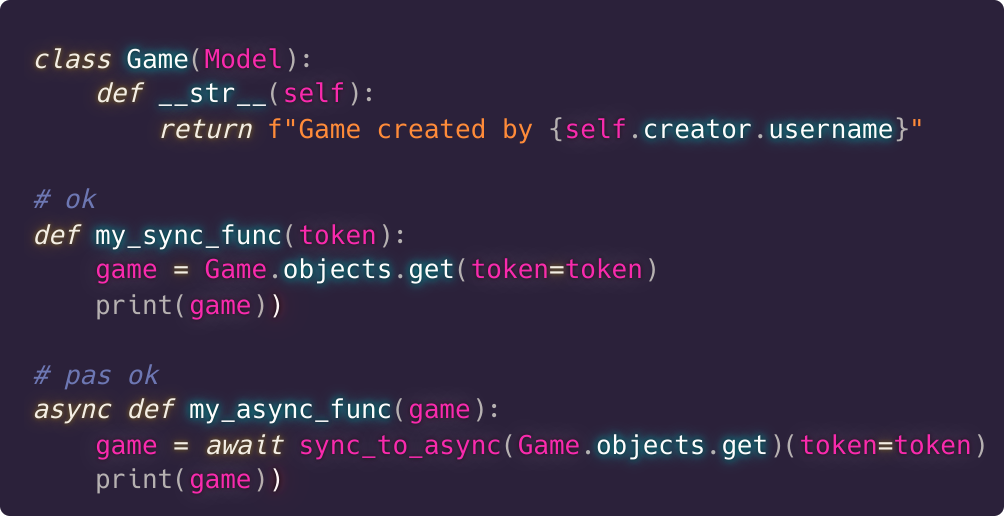 class Game(Model):
    def __str__(self):
        return f"Game created by {self.creator.username}"

# ok
def my_sync_func(token):
    game = Game.objects.get(token=token)
    print(game))

# pas ok
async def my_async_func(game):
    game = await sync_to_async(Game.objects.get)(token=token)
    print(game))